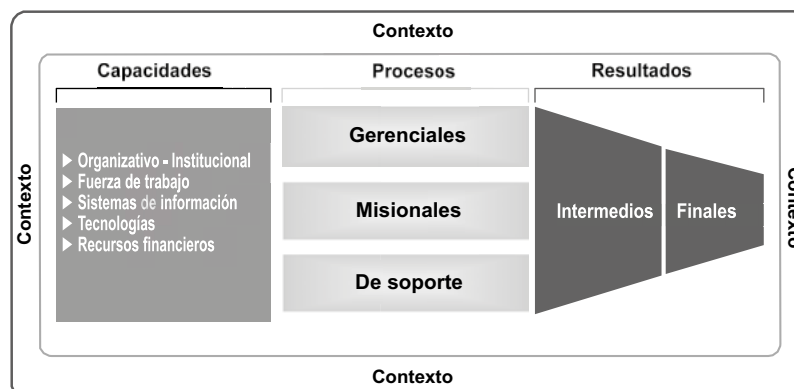 Contexto
Capacidades
Procesos
Resultados
Organizativo - Institucional
Fuerza de trabajo
Sistemas de información
Tecnologías
Recursos financieros
Gerenciales
Misionales
De soporte
Intermedios
Finales
Contexto
Contexto
Contexto